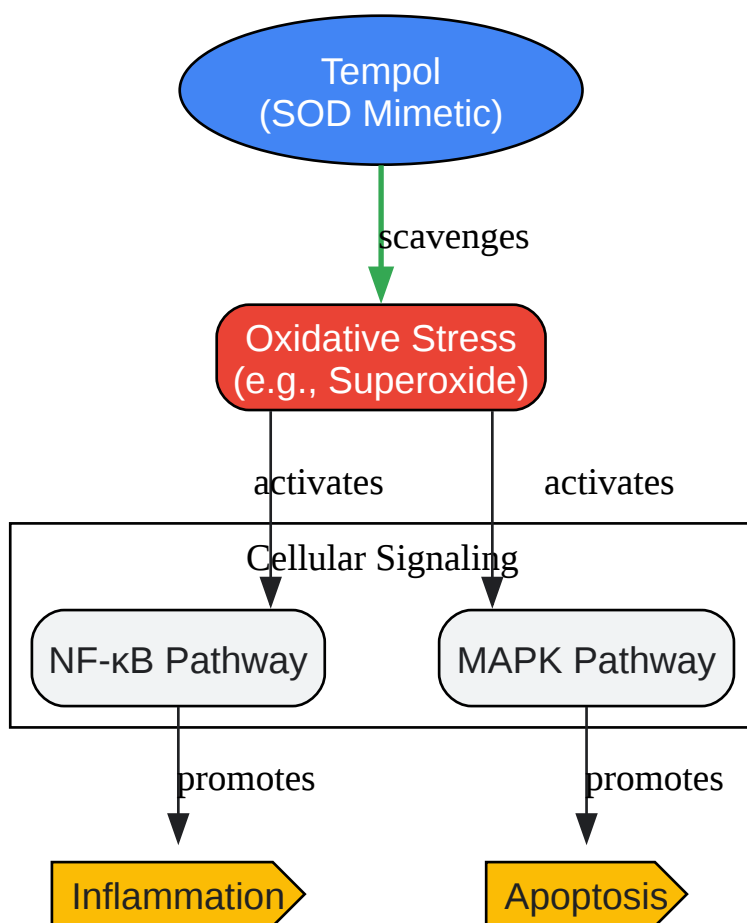 Tempol
(SOD Mimetic)
scavenges
Oxidative Stress
(e.g., Superoxide)
activates
activates
Cellular Signaling
NF-κB Pathway
MAPK Pathway
promotes
promotes
Inflammation
Apoptosis